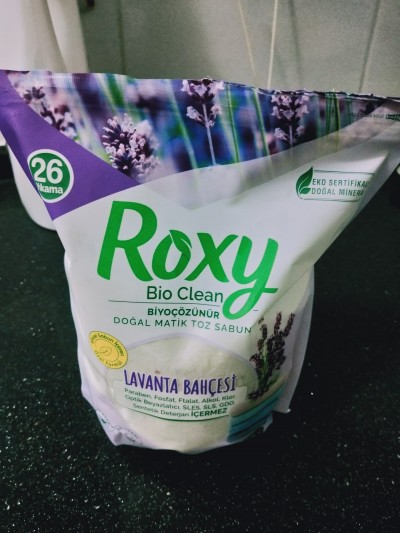 26
EKO SERTİFİKA
DOĞAL MİNERA
Roxy
Bio Clean
BİYOÇÖZÜNÜR
DOĞAL MATİK TOZ SABUN
LAVANTA BAHÇESİ
Paraben, Fosfat, Ftalat, Alkol, Klor
Optik Beyazlatıcı, SLES, SLS, GDO,
Sentetik Deterjan İÇERMEZ